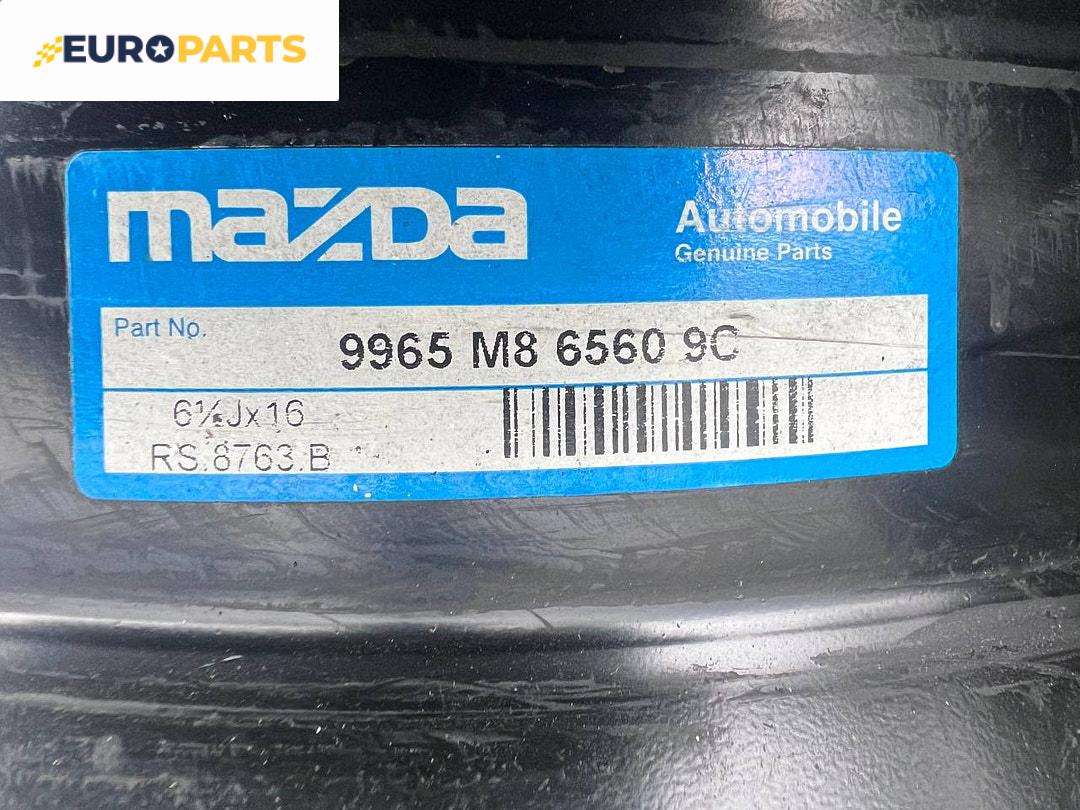 EUROPARTS
mazda
Automobile
Genuine Parts
Part No.
9965 M8 6560 9C
6½Jx16
RS.8763.B